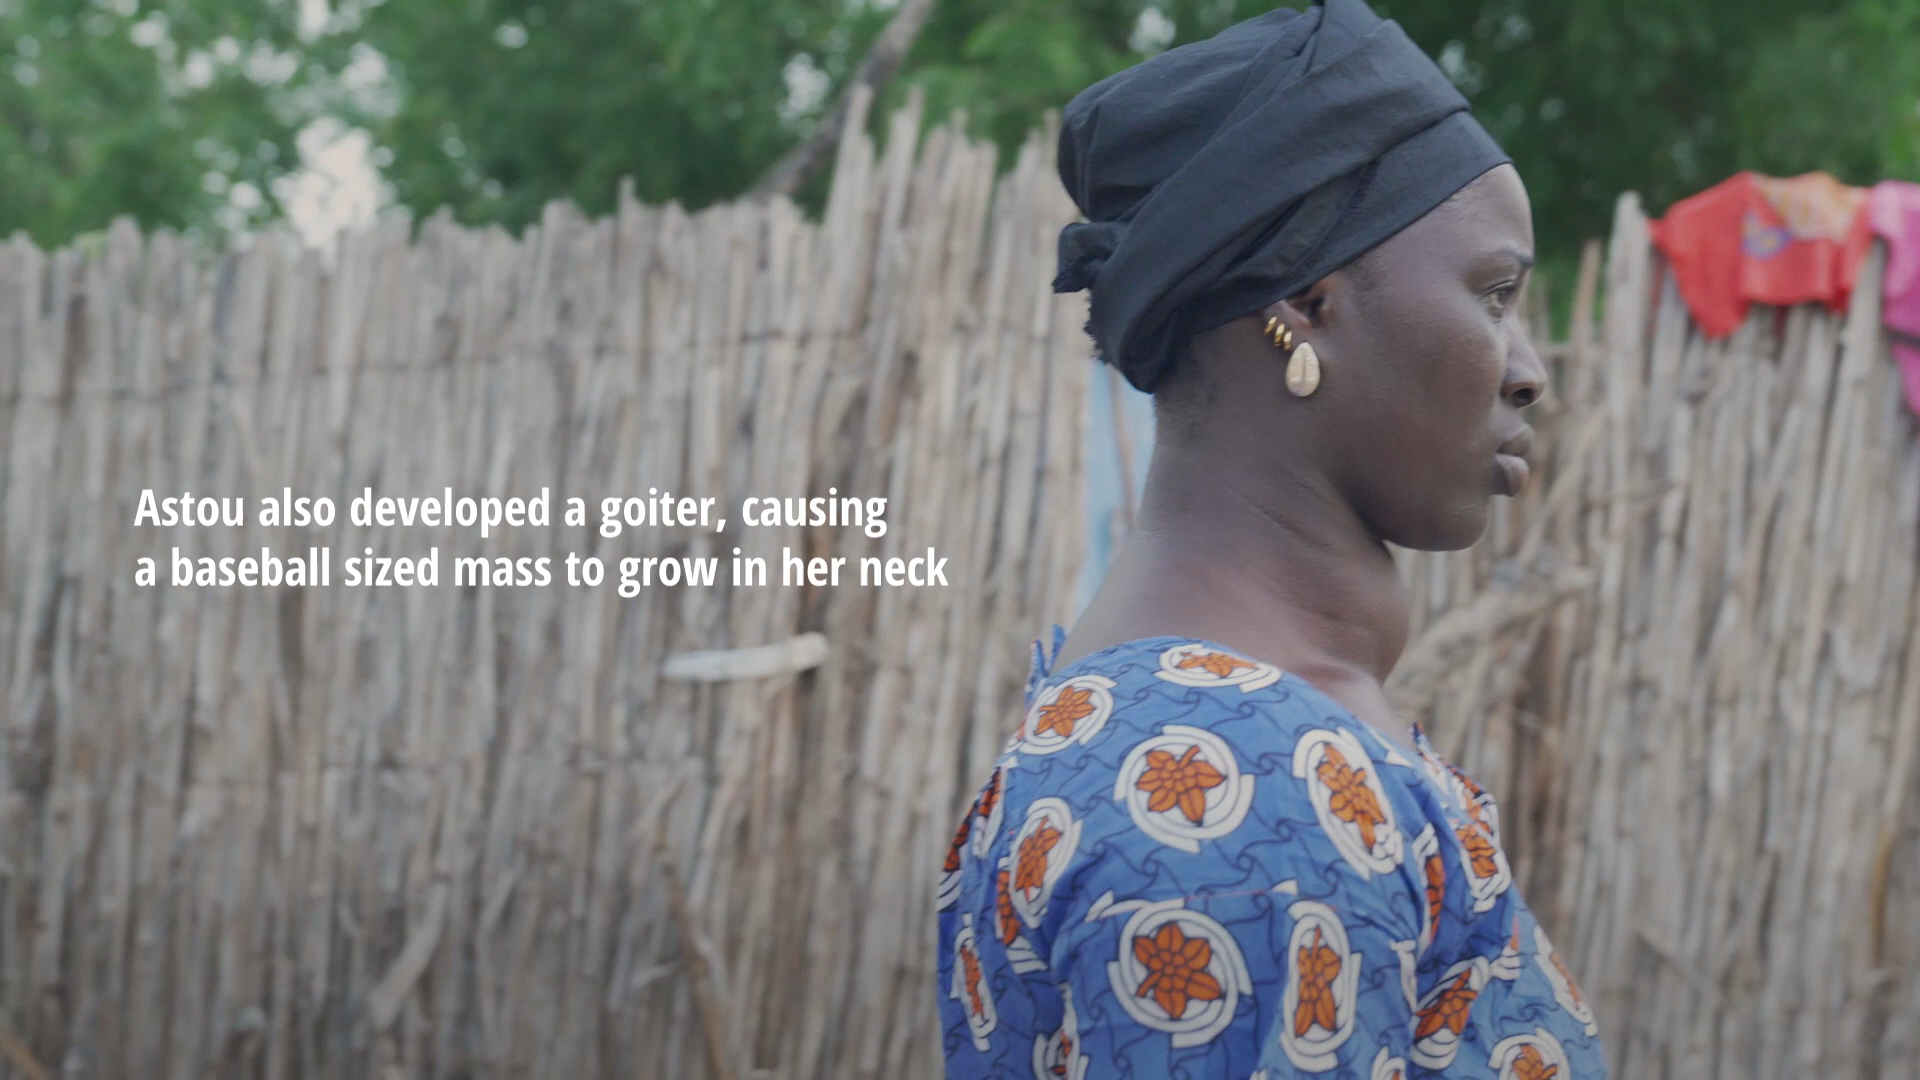 Astou also developed a goiter, causing
a baseball sized mass to grow in her neck